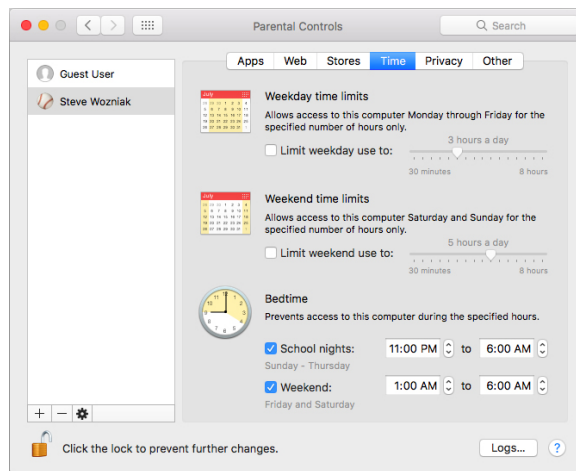 Parental Controls
Search
Apps Web Stores Time Privacy Other
Guest User
Steve Wozniak
July
Weekday time limits
Allows access to this computer Monday through Friday for the
specified number of hours only.
3 hours a day
Limit weekday use to:
30 minutes 8 hours
July
Weekend time limits
Allows access to this computer Saturday and Sunday for the
specified number of hours only.
5 hours a day
Limit weekend use to:
30 minutes 8 hours
Bedtime
Prevents access to this computer during the specified hours.
School nights: 11:00 PM to 6:00 AM
Sunday - Thursday
Weekend: 1:00 AM to 6:00 AM
Friday and Saturday
Click the lock to prevent further changes.
Logs... ?